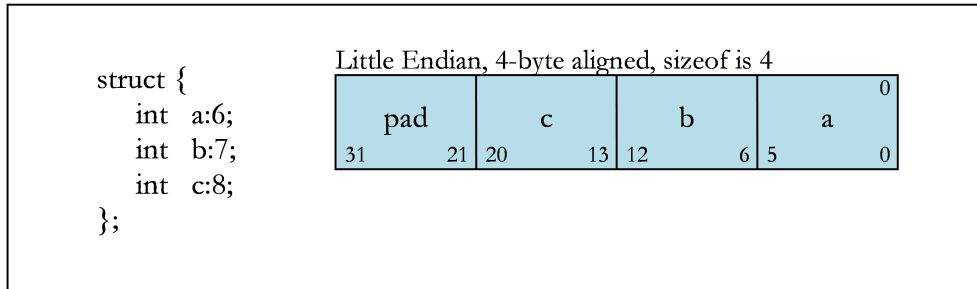 struct {
int a:6;
int b:7;
int c:8;
};
Little Endian, 4-byte aligned, sizeof is 4
0
pad c b a
31 21 20 13 12 6 5 0